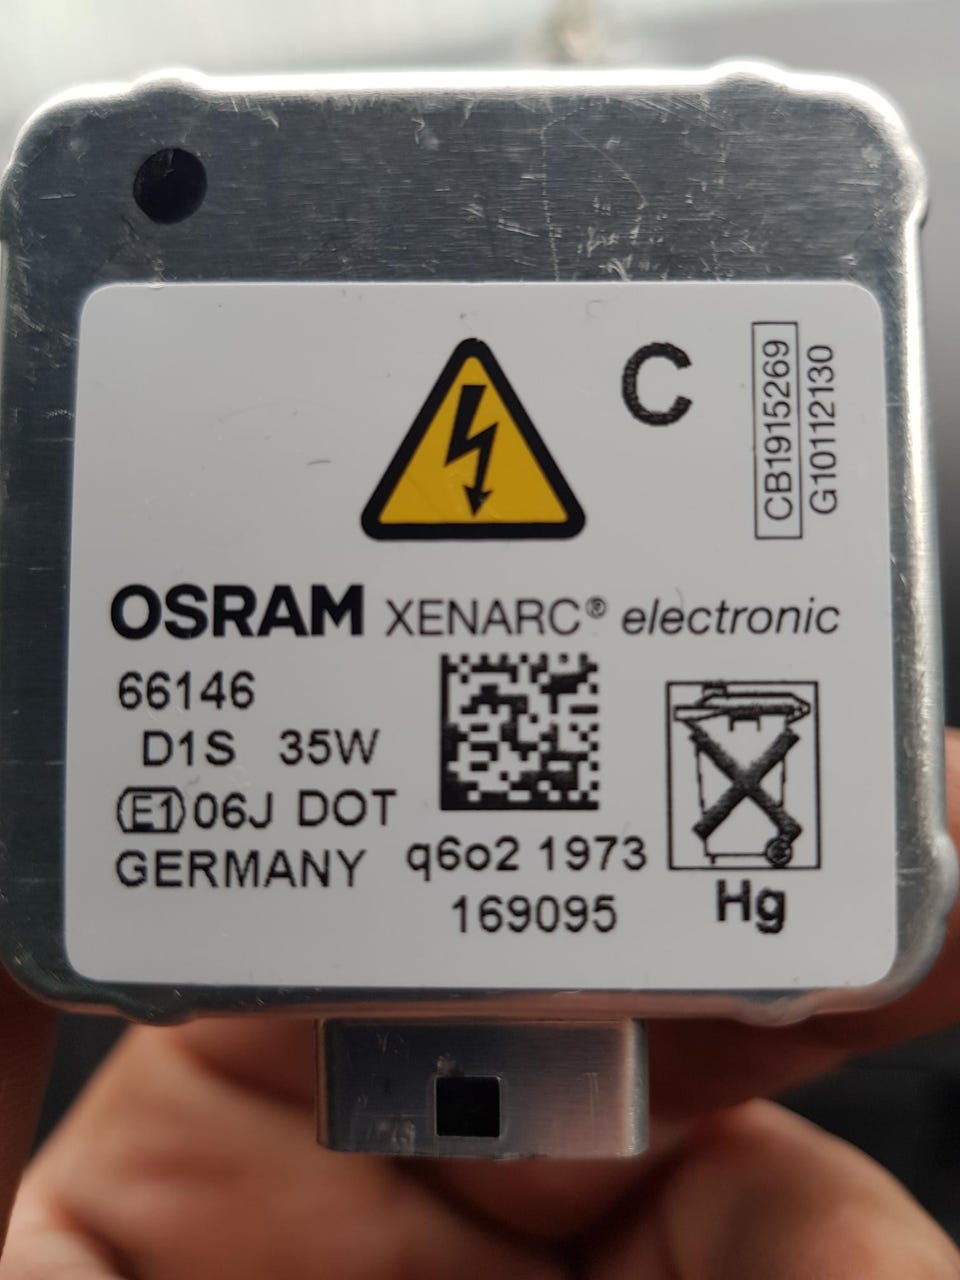 C
CB1915269
G10112130
OSRAM XENARC® electronic
66146
D1S 35W
E1 06J DOT
GERMANY
q6o2 1973
169095
Hg